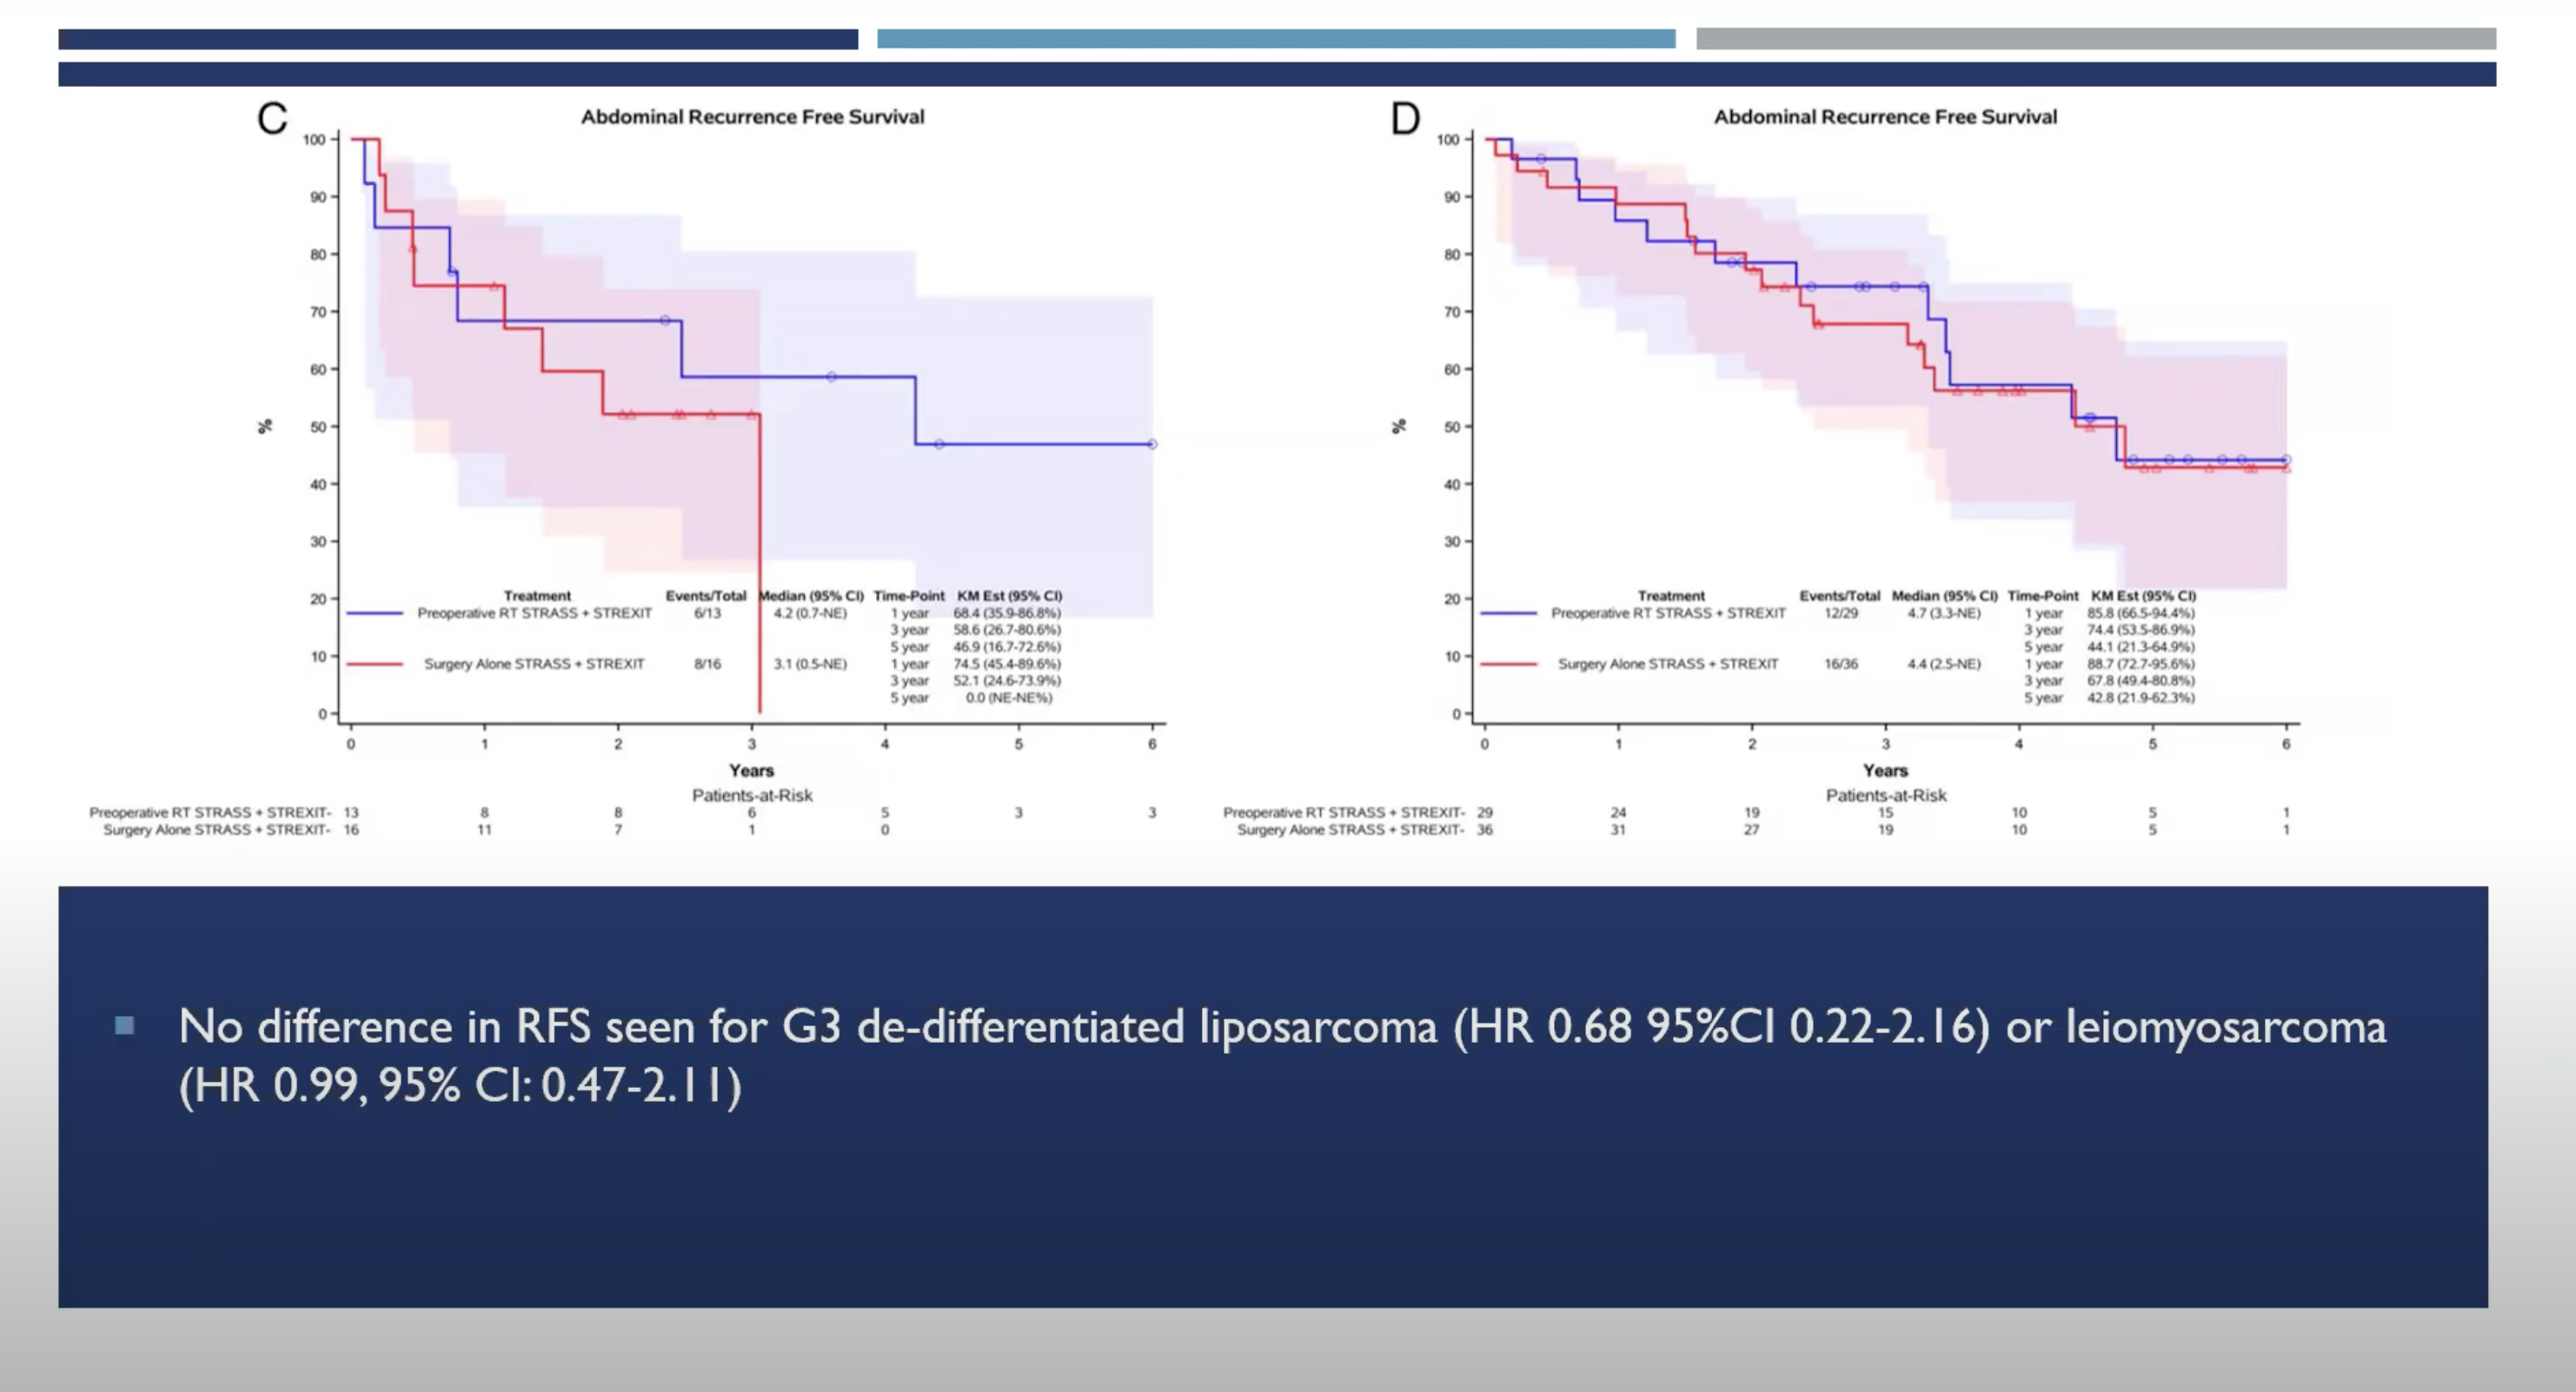 C
Abdominal Recurrence Free Survival
100
90
80
70
60
50
40
30
20
10
0
%
Treatment Events/Total Median (95% CI) Time-Point KM Est (95% CI)
Preoperative RT STRASS + STREXIT 6/13 4.2 (0.7-NE) 1 year 68.4 (35.9-86.8%)
3 year 58.6 (26.7-80.6%)
5 year 46.9 (16.7-72.6%)
Surgery Alone STRASS + STREXIT 8/16 3.1 (0.5-NE) 1 year 74.5 (45.4-89.6%)
3 year 52.1 (24.6-73.9%)
5 year 0.0 (NE-NE%)
0 1 2 3 4 5 6
Years
Patients-at-Risk
Preoperative RT STRASS + STREXIT- 13 8 8 6 5 3 3
Surgery Alone STRASS + STREXIT- 16 11 7 1 0
D
Abdominal Recurrence Free Survival
100
90
80
70
60
50
40
30
20
10
0
%
Treatment Events/Total Median (95% CI) Time-Point KM Est (95% CI)
Preoperative RT STRASS + STREXIT 12/29 4.7 (3.3-NE) 1 year 85.8 (66.5-94.4%)
3 year 74.4 (53.5-86.9%)
5 year 44.1 (21.3-64.9%)
Surgery Alone STRASS + STREXIT 16/36 4.4 (2.5-NE) 1 year 88.7 (72.7-95.6%)
3 year 67.8 (49.4-80.8%)
5 year 42.8 (21.9-62.3%)
0 1 2 3 4 5 6
Years
Patients-at-Risk
Preoperative RT STRASS + STREXIT- 29 24 19 15 10 5 1
Surgery Alone STRASS + STREXIT- 36 31 27 19 10 5 1
No difference in RFS seen for G3 de-differentiated liposarcoma (HR 0.68 95%CI 0.22-2.16) or leiomyosarcoma
(HR 0.99, 95% CI: 0.47-2.11)